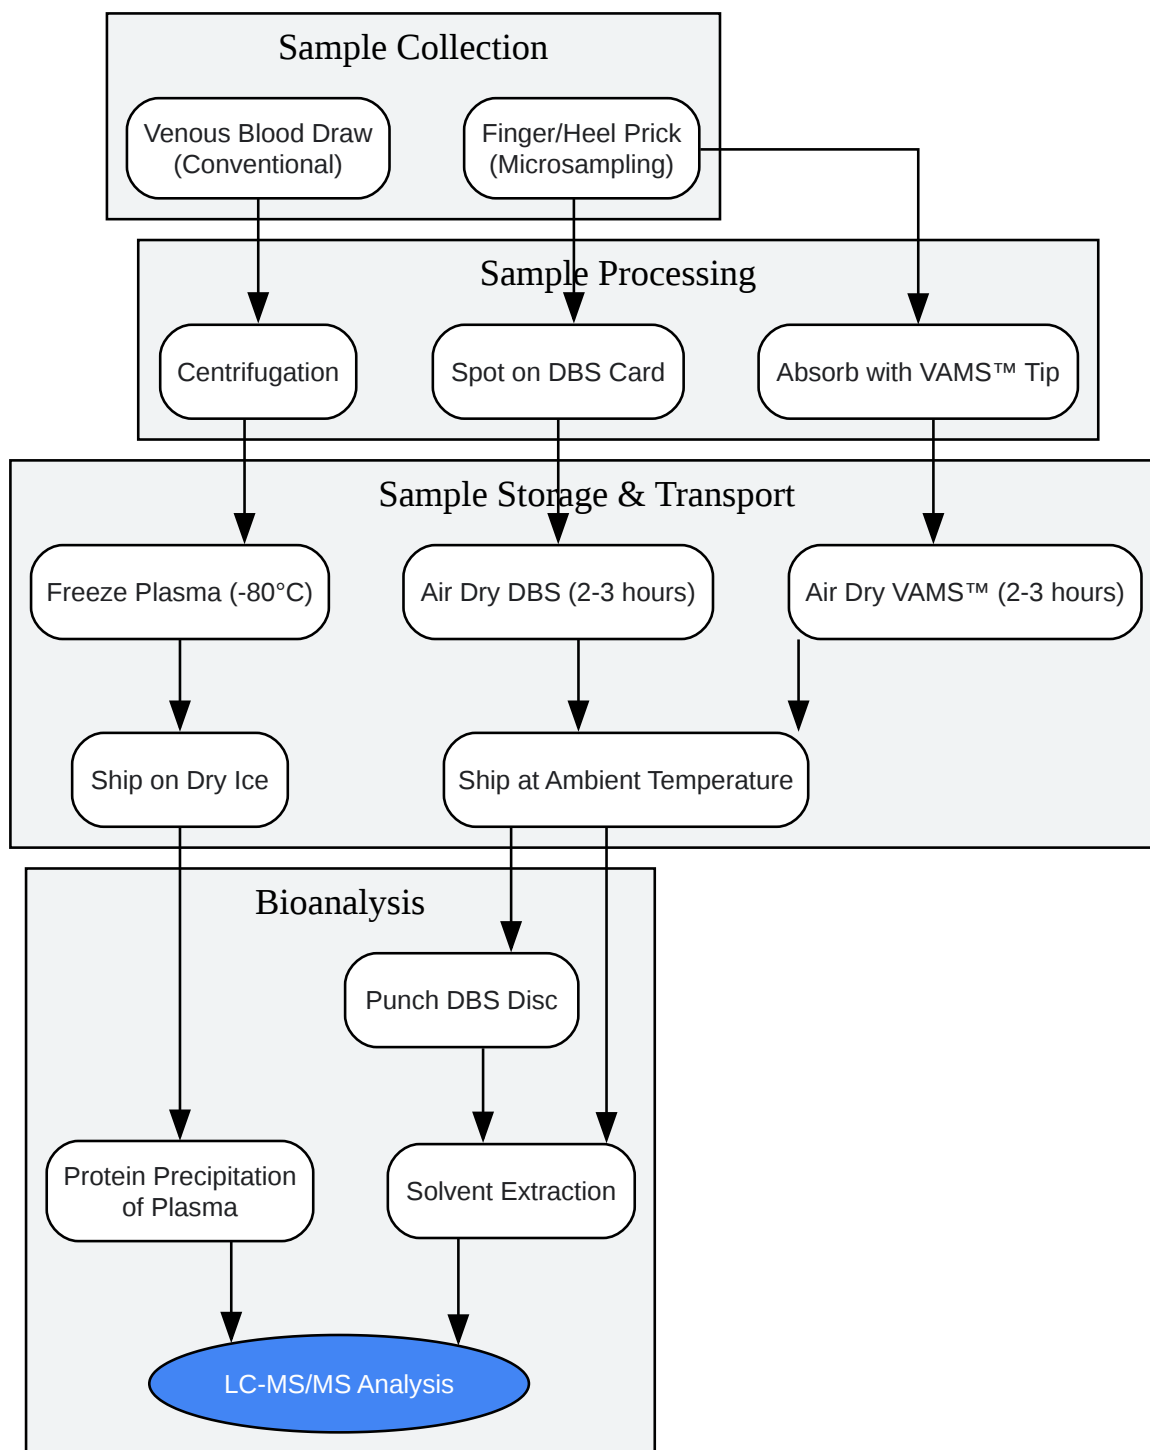 Sample Collection
Venous Blood Draw
(Conventional)
Finger/Heel Prick
(Microsampling)
Sample Processing
Centrifugation
Spot on DBS Card
Absorb with VAMS™ Tip
Sample Storage & Transport
Freeze Plasma (-80°C)
Air Dry DBS (2-3 hours)
Air Dry VAMS™ (2-3 hours)
Ship on Dry Ice
Ship at Ambient Temperature
Bioanalysis
Punch DBS Disc
Protein Precipitation
of Plasma
Solvent Extraction
LC-MS/MS Analysis